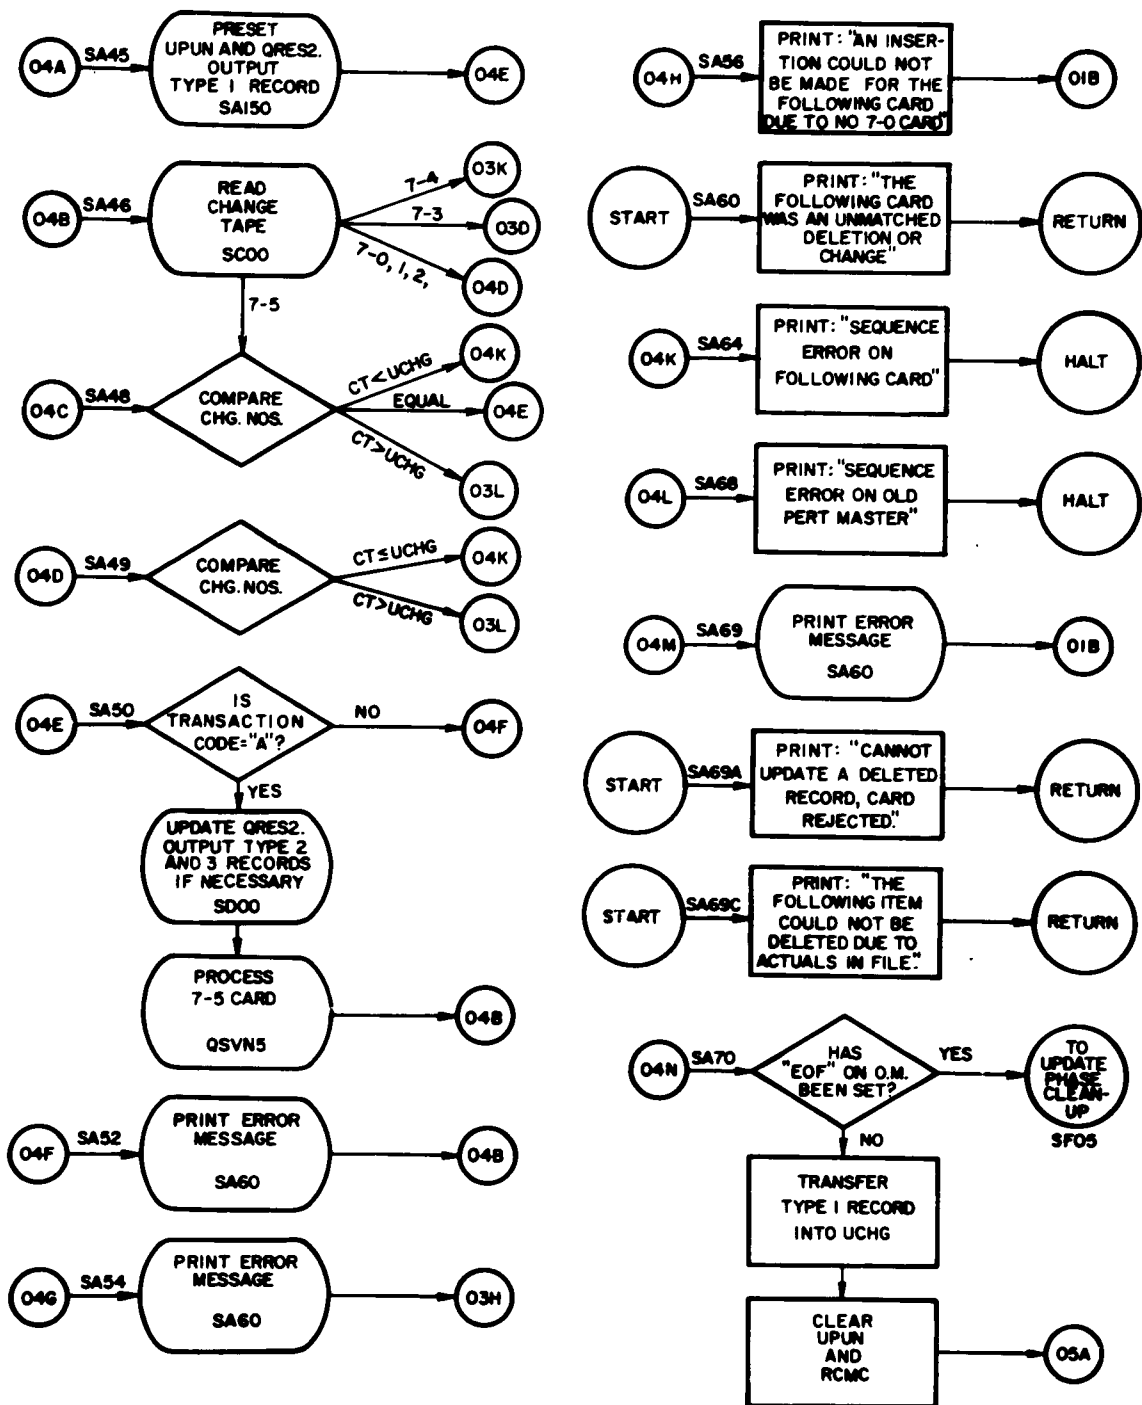 04A
SA45
PRESET
UPUN AND QRES2.
OUTPUT
TYPE 1 RECORD
SA150
04E
04B
SA46
READ
CHANGE
TAPE
SC00
7-4
03K
7-3
03D
7-0, 1, 2,
04D
7-5
04C
SA48
COMPARE
CHG. NOS.
CT < UCHG
04K
EQUAL
04E
CT > UCHG
03L
04D
SA49
COMPARE
CHG. NOS.
CT ≤ UCHG
04K
CT > UCHG
03L
04E
SA50
IS
TRANSACTION
CODE="A"?
NO
04F
YES
UPDATE QRES2.
OUTPUT TYPE 2
AND 3 RECORDS
IF NECESSARY
SD00
PROCESS
7-5 CARD
QSVN5
04B
04F
SA52
PRINT ERROR
MESSAGE
SA60
04B
04G
SA54
PRINT ERROR
MESSAGE
SA60
03H
04H
SA56
PRINT: "AN INSER-
TION COULD NOT
BE MADE FOR THE
FOLLOWING CARD
DUE TO NO 7-0 CARD"
01B
START
SA60
PRINT: "THE
FOLLOWING CARD
WAS AN UNMATCHED
DELETION OR
CHANGE"
RETURN
04K
SA64
PRINT: "SEQUENCE
ERROR ON
FOLLOWING CARD"
HALT
04L
SA68
PRINT: "SEQUENCE
ERROR ON OLD
PERT MASTER"
HALT
04M
SA69
PRINT ERROR
MESSAGE
SA60
01B
START
SA69A
PRINT: "CANNOT
UPDATE A DELETED
RECORD, CARD
REJECTED."
RETURN
START
SA69C
PRINT: "THE
FOLLOWING ITEM
COULD NOT BE
DELETED DUE TO
ACTUALS IN FILE."
RETURN
04N
SA70
HAS
"EOF" ON O.M.
BEEN SET?
YES
TO
UPDATE
PHASE
CLEAN-
UP
SF05
NO
TRANSFER
TYPE 1 RECORD
INTO UCHG
CLEAR
UPUN
AND
RCMC
05A